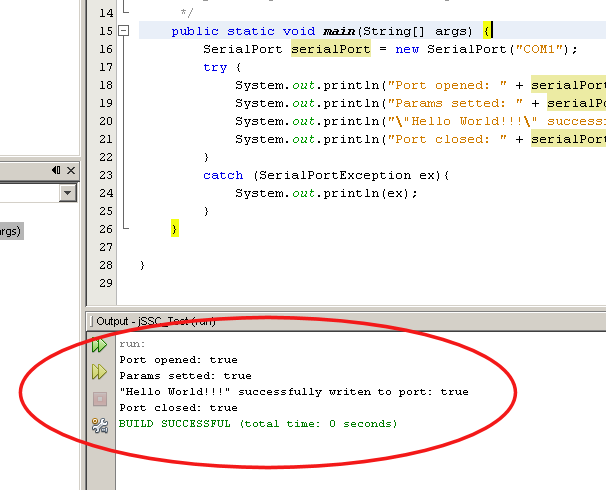 14 */
15 public static void main(String[] args) {
16 SerialPort serialPort = new SerialPort("COM1");
17 try {
18 System.out.println("Port opened: " + serialPort
19 System.out.println("Params setted: " + serialPo
20 System.out.println("\"Hello World!!!\" successf
21 System.out.println("Port closed: " + serialPort
22 }
23 catch (SerialPortException ex){
24 System.out.println(ex);
25 }
26 }
27
28 }
29
rgs)
Output - jSSC_Test (run)
run:
Port opened: true
Params setted: true
"Hello World!!!" successfully writen to port: true
Port closed: true
BUILD SUCCESSFUL (total time: 0 seconds)